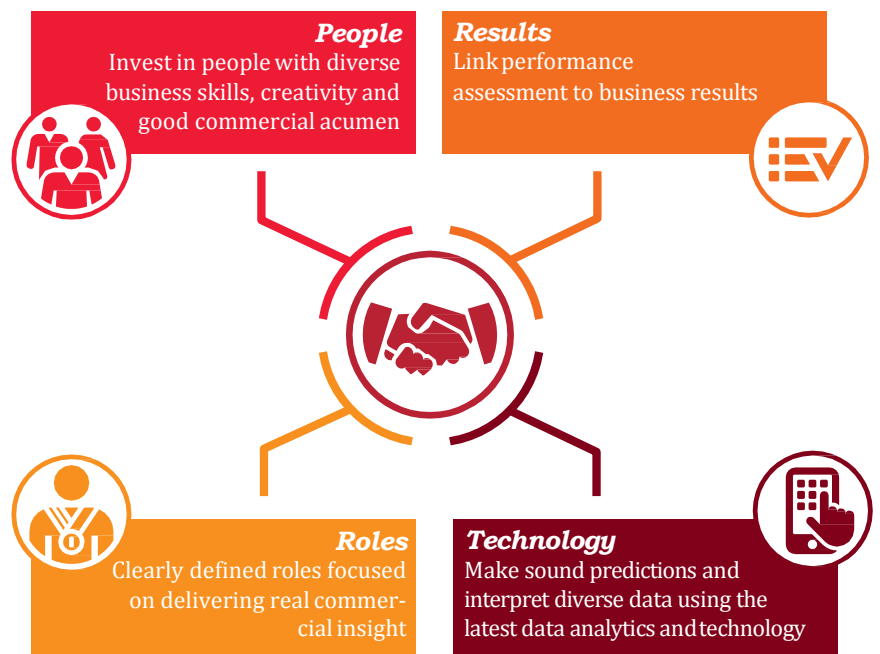 People
Invest in people with diverse
business skills, creativity and
good commercial acumen
Results
Link performance
assessment to business results
Roles
Clearly defined roles focused
on delivering real commer-
cial insight
Technology
Make sound predictions and
interpret diverse data using the
latest data analytics and technology